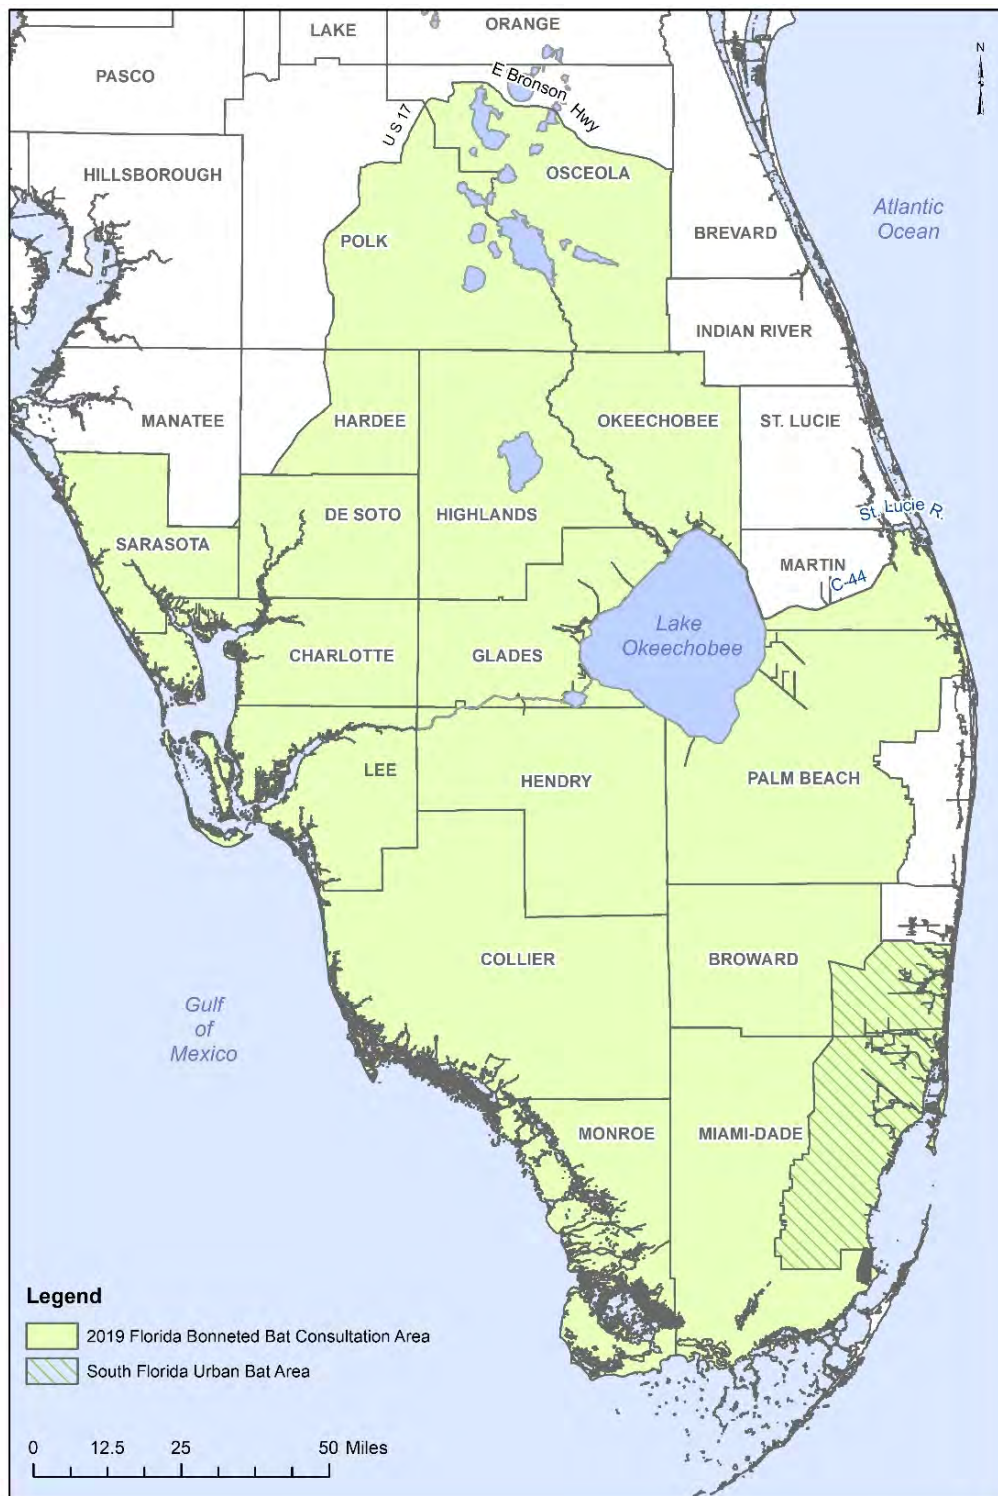 ORANGE
LAKE
N
PASCO
E Bronson Hwy
U S 17
HILLSBOROUGH
OSCEOLA
Atlantic
Ocean
POLK
BREVARD
INDIAN RIVER
MANATEE
HARDEE
OKEECHOBEE
ST. LUCIE
DE SOTO
HIGHLANDS
St. Lucie R.
SARASOTA
MARTIN
C-44
Lake
Okeechobee
CHARLOTTE
GLADES
LEE
HENDRY
PALM BEACH
COLLIER
BROWARD
Gulf
of
Mexico
MONROE
MIAMI-DADE
Legend
2019 Florida Bonneted Bat Consultation Area
South Florida Urban Bat Area
0 12.5 25 50 Miles